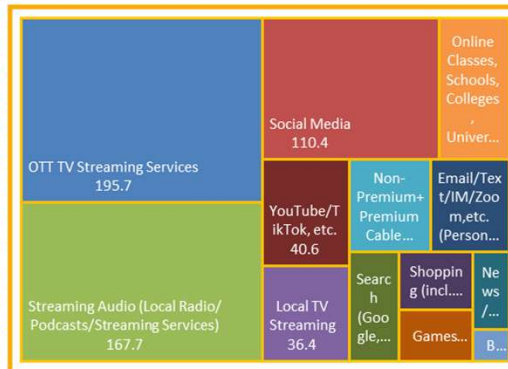 OTT TV Streaming Services
195.7
Streaming Audio (Local Radio/
Podcasts/Streaming Services)
167.7
Social Media
110.4
Online
Classes,
Schools,
Colleges
,
Univer...
YouTube/T
ikTok, etc.
40.6
Non-
Premium+
Premium
Cable...
Email/Tex
t/IM/Zoo
m,etc.
(Person...
Local TV
Streaming
36.4
Searc
h
(Goo
gle,...
Shoppin
g (incl....
Games...
Ne
ws
/...
B...